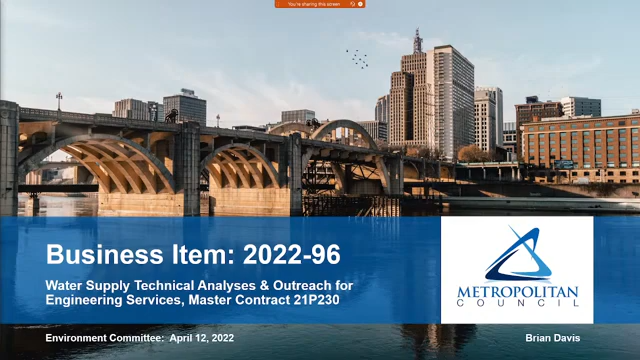 You're sharing this screen
Business Item: 2022-96
Water Supply Technical Analyses & Outreach for
Engineering Services, Master Contract 21P230
METROPOLITAN
COUNCIL
Environment Committee: April 12, 2022
Brian Davis